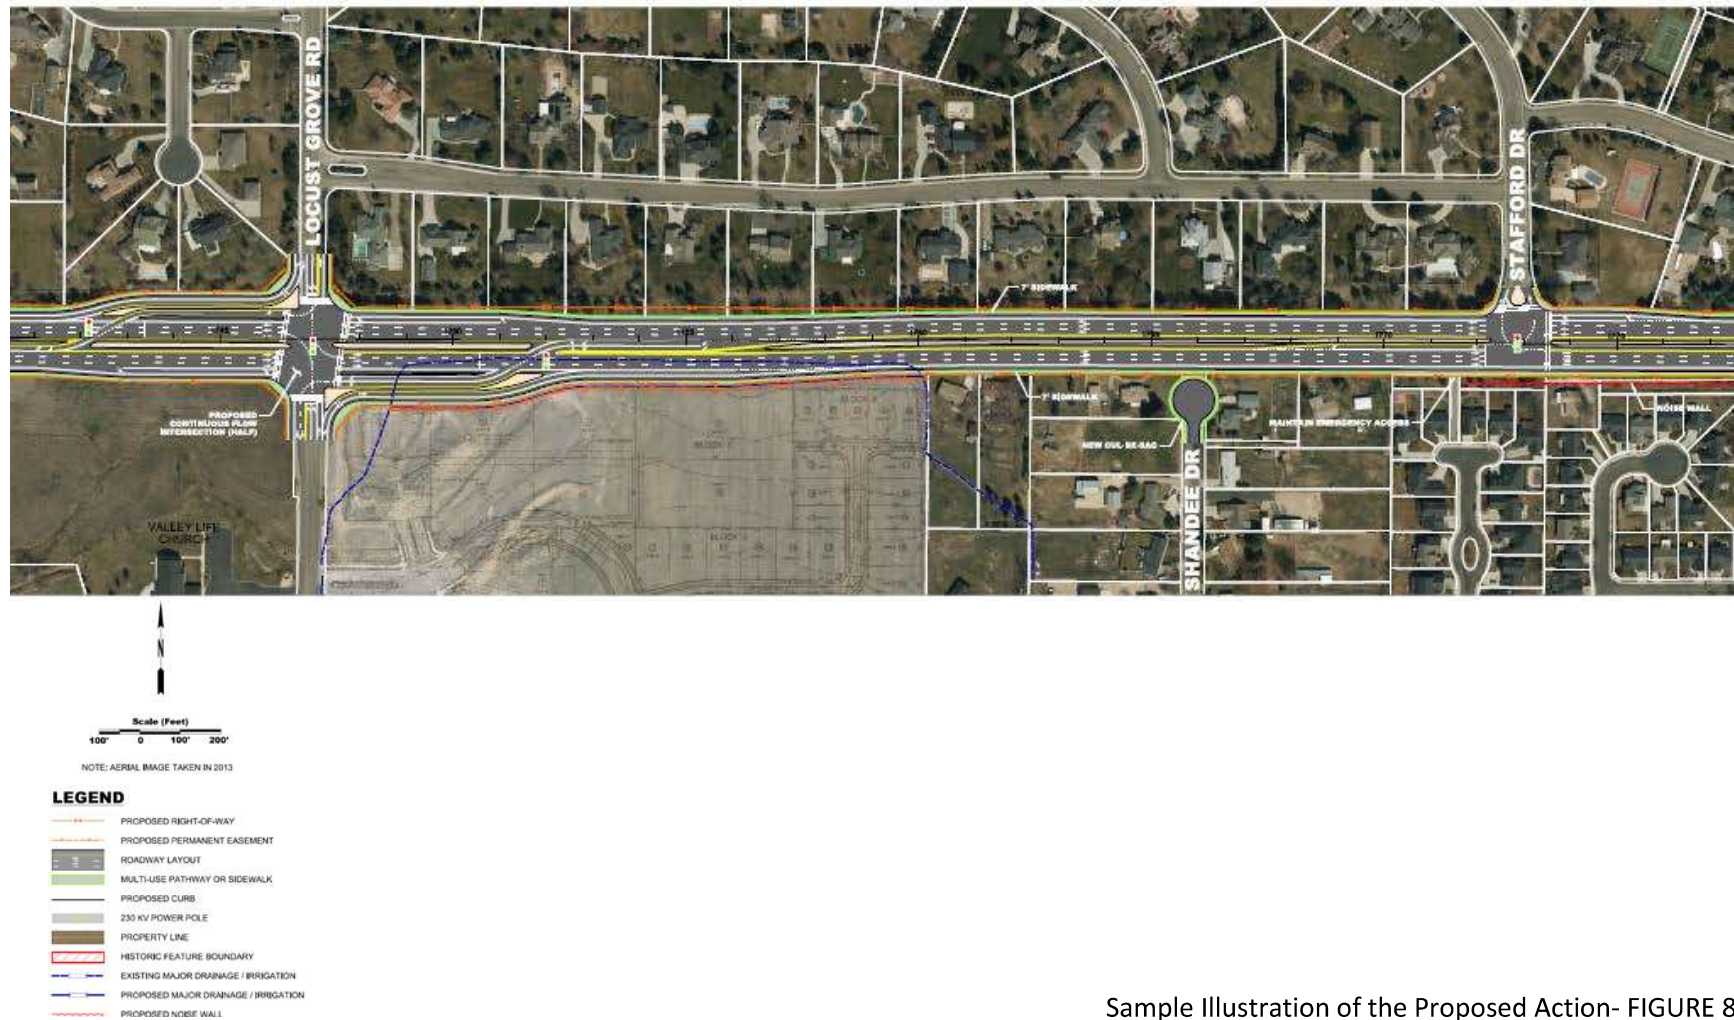 LOCUST GROVE RD
STAFFORD DR
7' SIDEWALK
7' SIDEWALK
PROPOSED
CONTINUOUS FLOW
INTERSECTION (HALF)
NEW CUL-DE-SAC
MAINTAIN EMERGENCY ACCESS
NOISE WALL
SHANDEE DR
VALLEY LIFE
CHURCH
N
Scale (Feet)
100' 0 100' 200'
NOTE: AERIAL IMAGE TAKEN IN 2013
LEGEND
PROPOSED RIGHT-OF-WAY
PROPOSED PERMANENT EASEMENT
ROADWAY LAYOUT
MULTI-USE PATHWAY OR SIDEWALK
PROPOSED CURB
230 KV POWER POLE
PROPERTY LINE
HISTORIC FEATURE BOUNDARY
EXISTING MAJOR DRAINAGE / IRRIGATION
PROPOSED MAJOR DRAINAGE / IRRIGATION
PROPOSED NOISE WALL
Sample Illustration of the Proposed Action- FIGURE 8